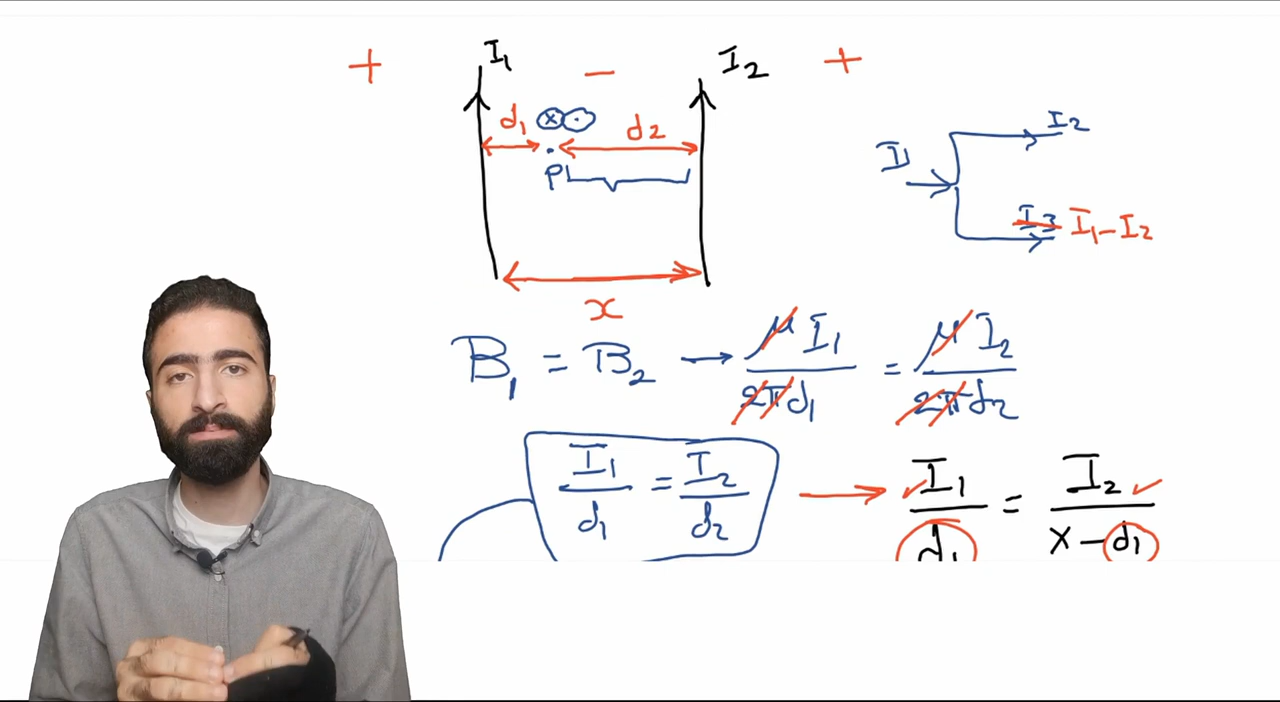 + I₁ − I₂ +
d₁ ⊗⊙ d₂
P
x
I₁ I₂
I₃ I₁−I₂
B₁ = B₂ → μI₁/2πd₁ = μI₂/2πd₂
I₁/d₁ = I₂/d₂ → I₁/d₁ = I₂/x−d₁